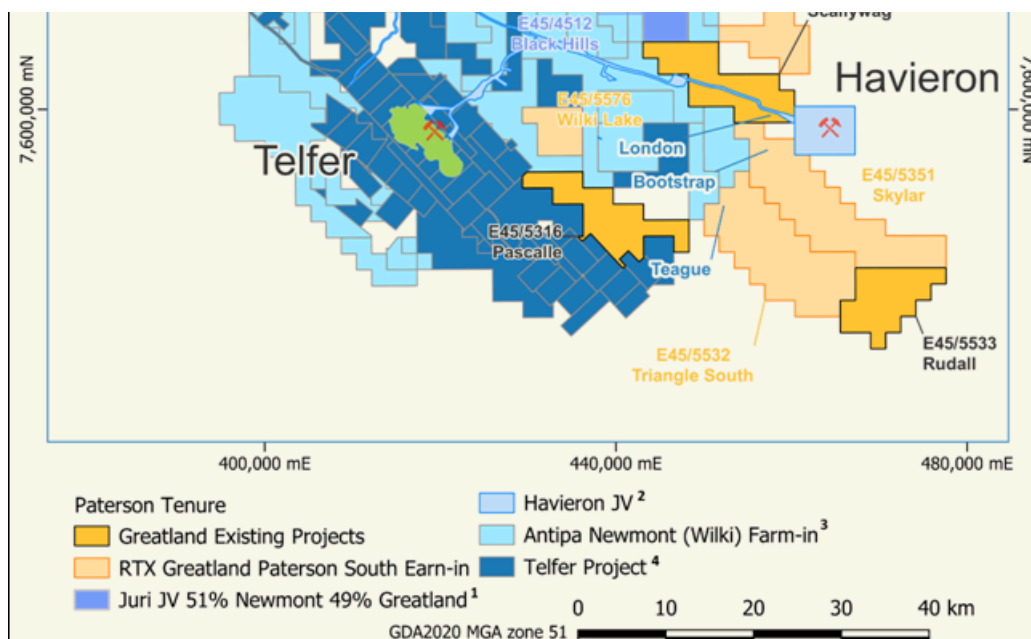 Scallywag
E45/4512
Black Hills
Havieron
7,600,000 mN
7,600,000 mN
E45/5576
Wilki Lake
London
Telfer
Bootstrap
E45/5351
Skylar
E45/5316
Pascalle
Teague
E45/5533
Rudall
E45/5532
Triangle South
400,000 mE
440,000 mE
480,000 mE
Paterson Tenure
Greatland Existing Projects
RTX Greatland Paterson South Earn-in
Juri JV 51% Newmont 49% Greatland 1
Havieron JV 2
Antipa Newmont (Wilki) Farm-in 3
Telfer Project 4
0 10 20 30 40 km
GDA2020 MGA zone 51